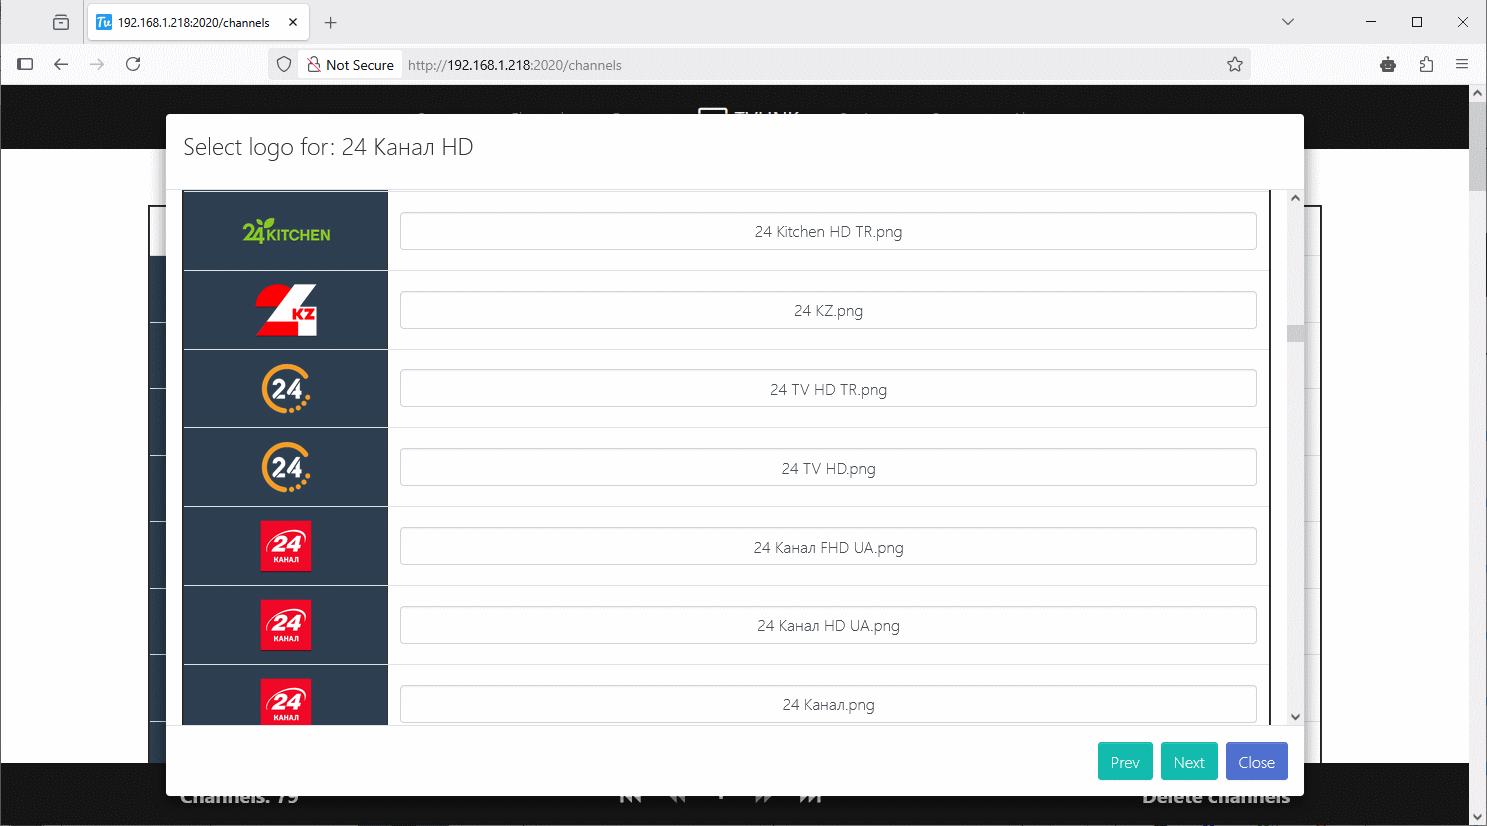 192.168.1.218:2020/channels
Not Secure
http://192.168.1.218:2020/channels
Select logo for: 24 Канал HD
24 KITCHEN
24 Kitchen HD TR.png
24 KZ
24 KZ.png
24
24 TV HD TR.png
24
24 TV HD.png
24
КАНАЛ
24 Канал FHD UA.png
24
КАНАЛ
24 Канал HD UA.png
24
КАНАЛ
24 Канал.png
Prev
Next
Close
Channels: 79
Delete channels